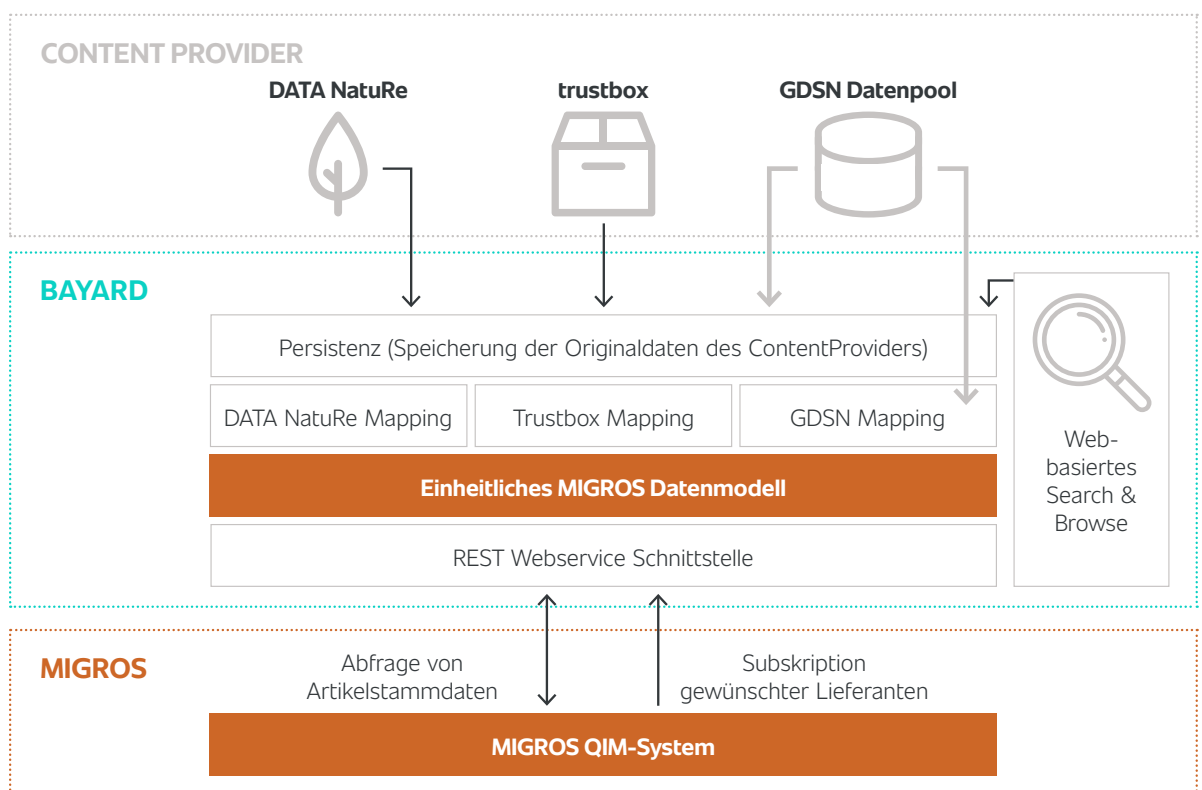 CONTENT PROVIDER
DATA NatuRe
trustbox
GDSN Datenpool
BAYARD
Persistenz (Speicherung der Originaldaten des ContentProviders)
DATA NatuRe Mapping
Trustbox Mapping
GDSN Mapping
Einheitliches MIGROS Datenmodell
REST Webservice Schnittstelle
Web-
basiertes
Search &
Browse
MIGROS
Abfrage von
Artikelstammdaten
Subskription
gewünschter Lieferanten
MIGROS QIM-System